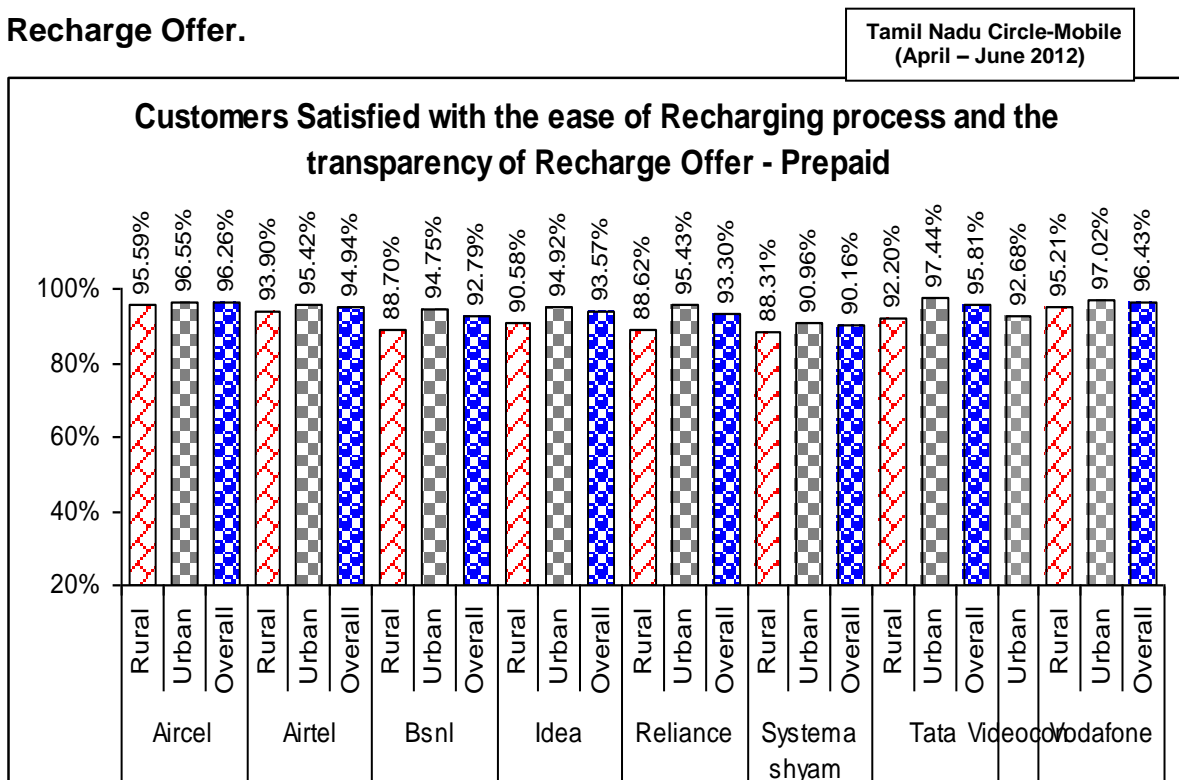 Recharge Offer.
Tamil Nadu Circle-Mobile
(April – June 2012)
Customers Satisfied with the ease of Recharging process and the
transparency of Recharge Offer - Prepaid
95.59% 96.55% 96.26% 93.90% 95.42% 94.94% 88.70% 94.75% 92.79% 90.58% 94.92% 93.57% 88.62% 95.43% 93.30% 88.31% 90.96% 90.16% 92.20% 97.44% 95.81% 92.68% 95.21% 97.02% 96.43%
100%
80%
60%
40%
20%
Rural Urban Overall Rural Urban Overall Rural Urban Overall Rural Urban Overall Rural Urban Overall Rural Urban Overall Rural Urban Overall Urban Rural Urban Overall
Aircel Airtel Bsnl Idea Reliance Systema Tata Videocon Vodafone
shyam